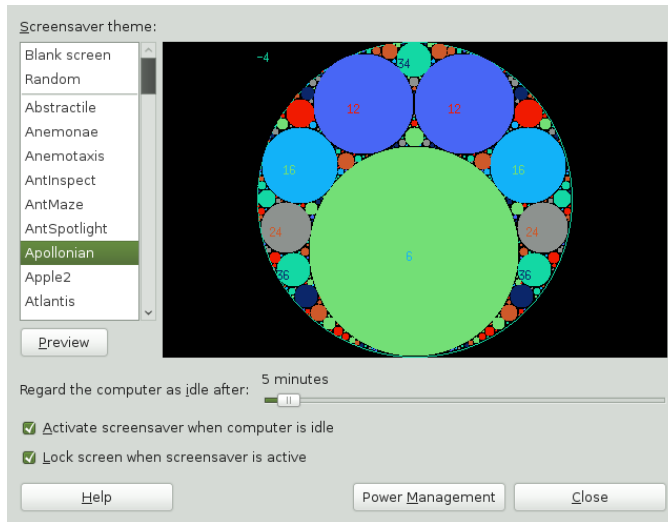 Screensaver theme:
Blank screen
Random
Abstractile
Anemonae
Anemotaxis
AntInspect
AntMaze
AntSpotlight
Apollonian
Apple2
Atlantis
Preview
-4
34
12 12
16 16
24 24
6
36 36
Regard the computer as idle after:
5 minutes
Activate screensaver when computer is idle
Lock screen when screensaver is active
Help
Power Management
Close